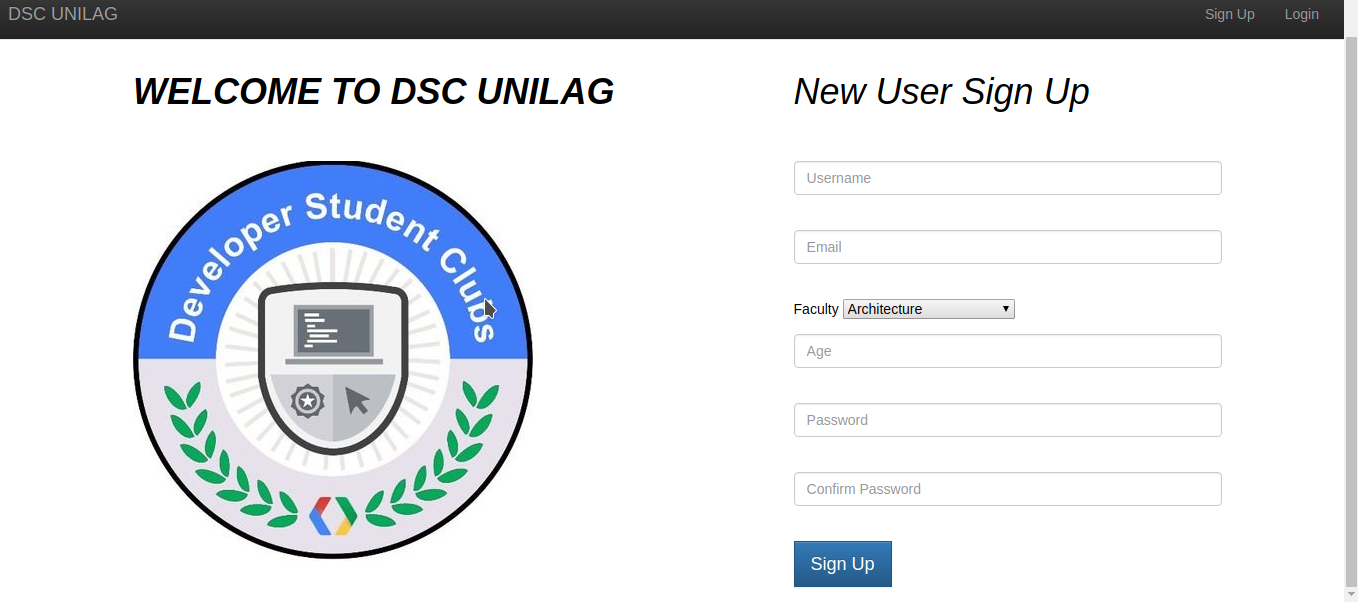 DSC UNILAG
Sign Up
Login
WELCOME TO DSC UNILAG
Developer Student Clubs
New User Sign Up
Username
Email
Faculty Architecture
Age
Password
Confirm Password
Sign Up